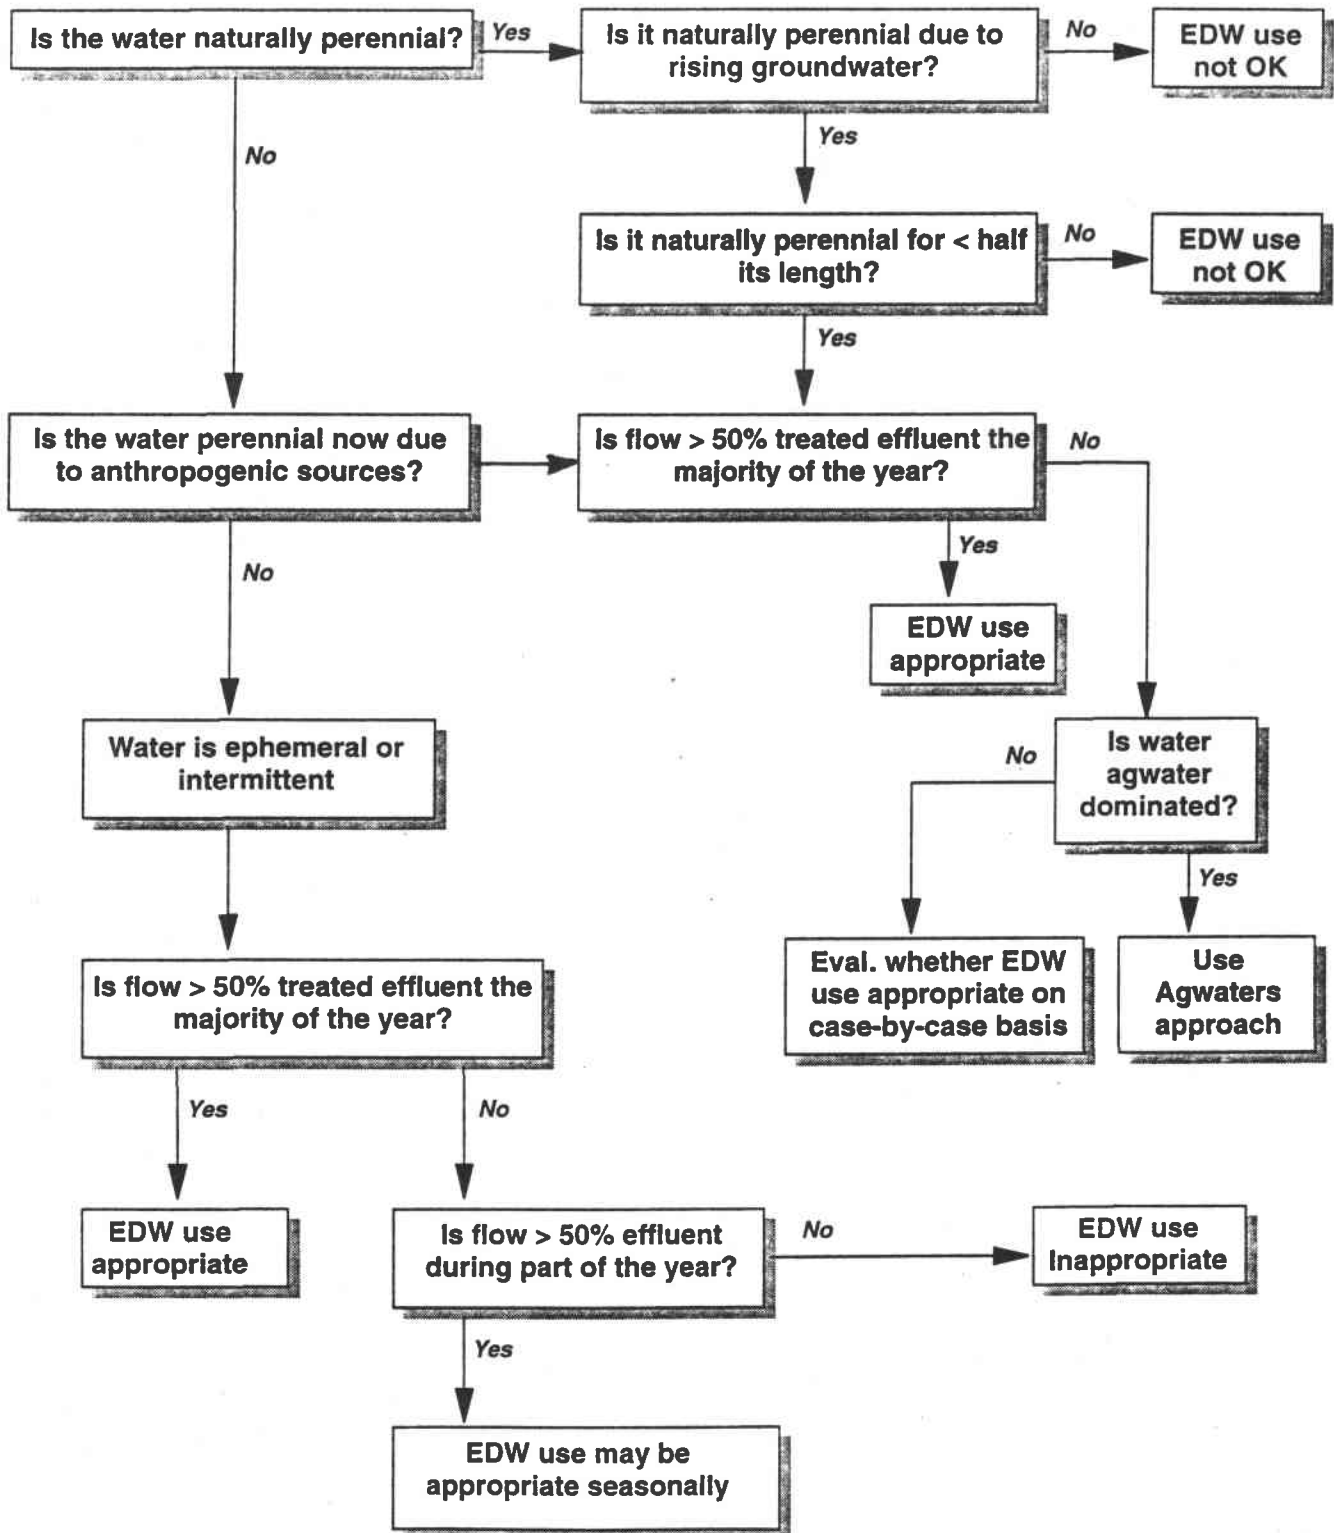 Is the water naturally perennial?
Yes
Is it naturally perennial due to
rising groundwater?
No
EDW use
not OK
No
Yes
Is it naturally perennial for < half
its length?
No
EDW use
not OK
Yes
Is the water perennial now due
to anthropogenic sources?
Is flow > 50% treated effluent the
majority of the year?
No
No
Yes
EDW use
appropriate
Water is ephemeral or
intermittent
No
Is water
agwater
dominated?
Yes
Is flow > 50% treated effluent the
majority of the year?
Eval. whether EDW
use appropriate on
case-by-case basis
Use
Agwaters
approach
Yes
No
EDW use
appropriate
Is flow > 50% effluent
during part of the year?
No
EDW use
Inappropriate
Yes
EDW use may be
appropriate seasonally